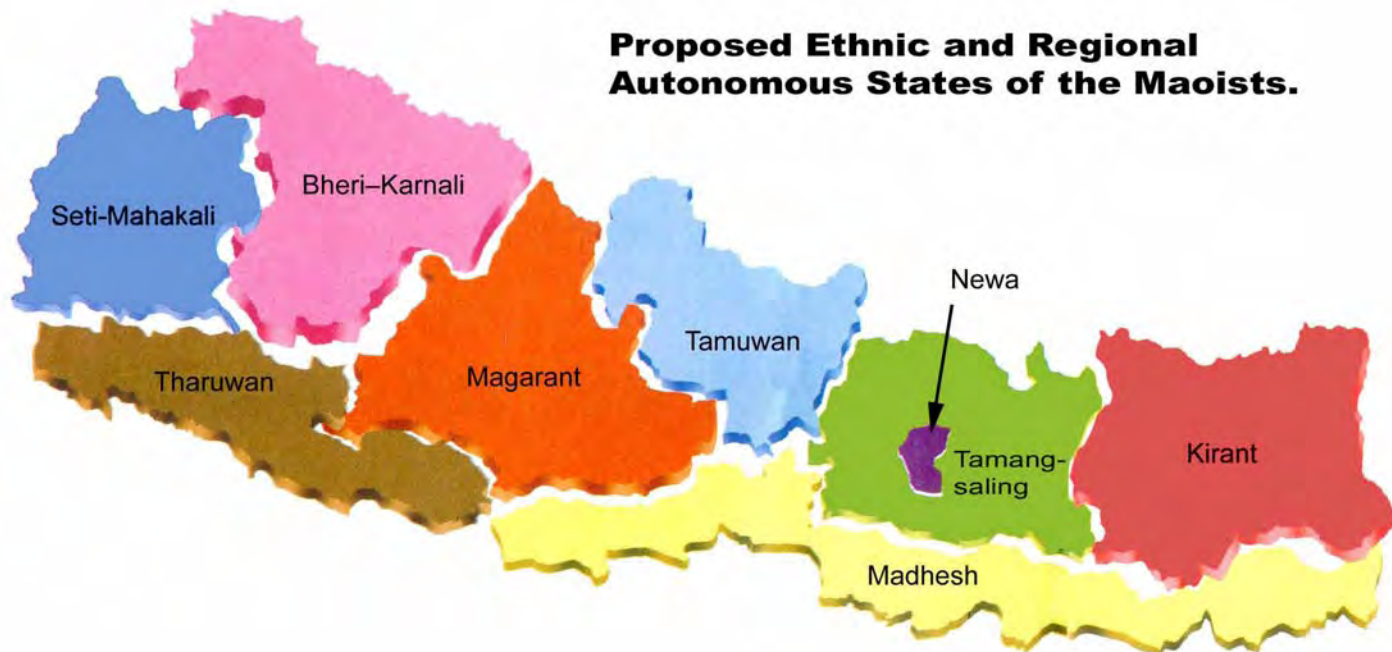 Proposed Ethnic and Regional
Autonomous States of the Maoists.
Bheri–Karnali
Seti-Mahakali
Newa
Tamuwan
Tharuwan
Magarant
Kirant
Tamang-
saling
Madhesh